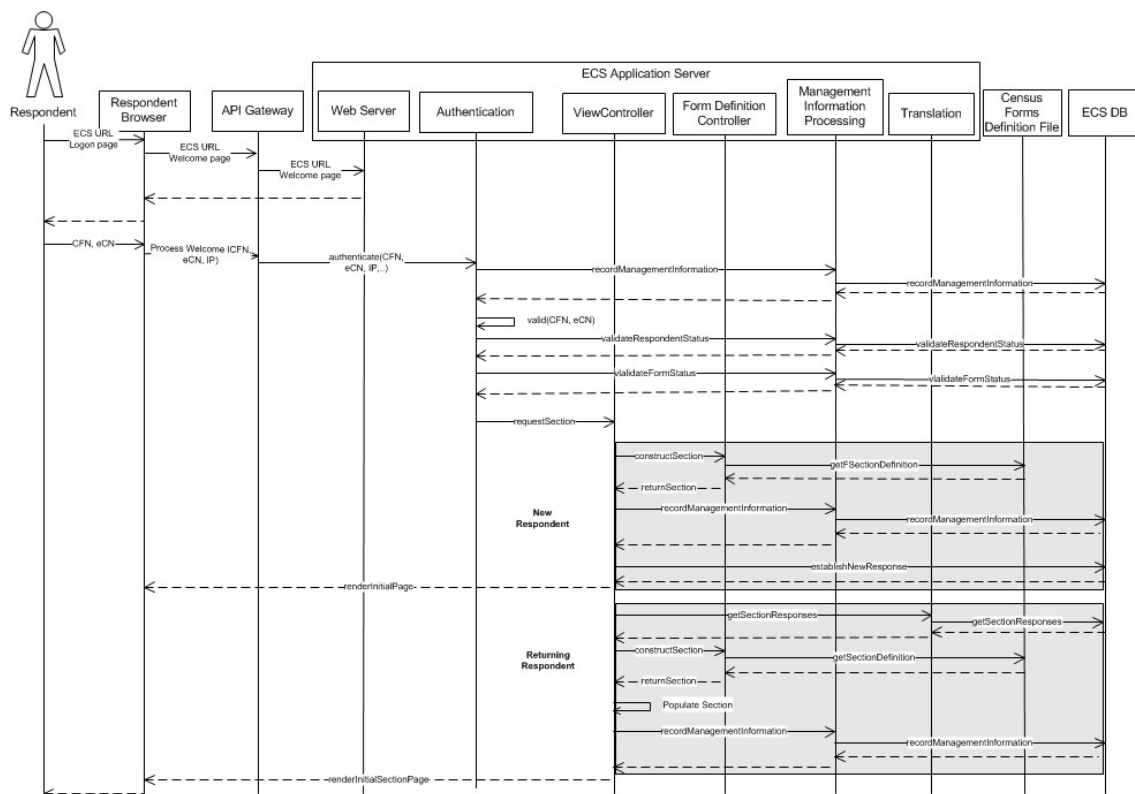 ECS Application Server
Respondent
Respondent
Browser
API Gateway
Web Server
Authentication
ViewController
Form Definition
Controller
Management
Information
Processing
Translation
Census
Forms
Definition File
ECS DB
ECS URL
Logon page
ECS URL
Welcome page
ECS URL
Welcome page
CFN, eCN
Process Welcome ICFN,
eCN, IP)
authenticate(CFN,
eCN, IP,..)
recordManagementInformation
recordManagementInformation
valid(CFN, eCN)
validateRespondentStatus
validateRespondentStatus
vlalidateFormStatus
vlalidateFormStatus
requestSection
constructSection
getFSectionDefinition
returnSection
New
Respondent
recordManagementInformation
recordManagementInformation
establishNewResponse
renderInitialPage
getSectionResponses
getSectionResponses
Returning
Respondent
constructSection
getSectionDefinition
returnSection
Populate Section
recordManagementInformation
recordManagementInformation
renderInitialSectionPage